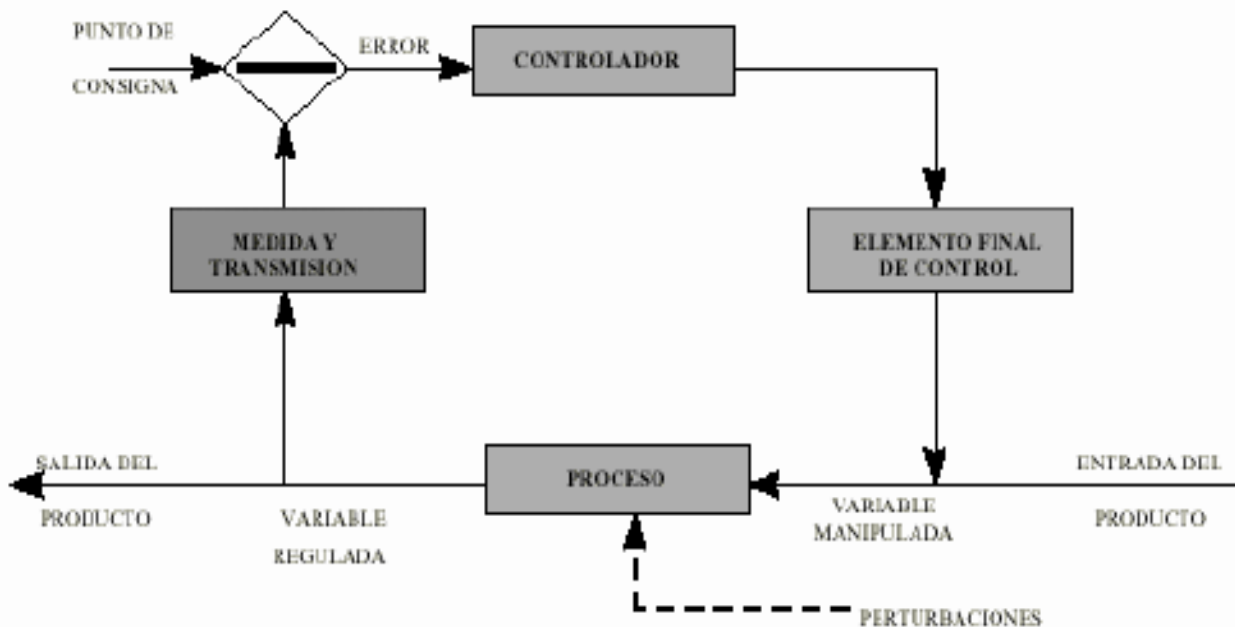 PUNTO DE
CONSIGNA
ERROR
CONTROLADOR
MEDIDA Y
TRANSMISION
ELEMENTO FINAL
DE CONTROL
SALIDA DEL
PRODUCTO
VARIABLE
REGULADA
PROCESO
VARIABLE
MANIPULADA
ENTRADA DEL
PRODUCTO
PERTURBACIONES